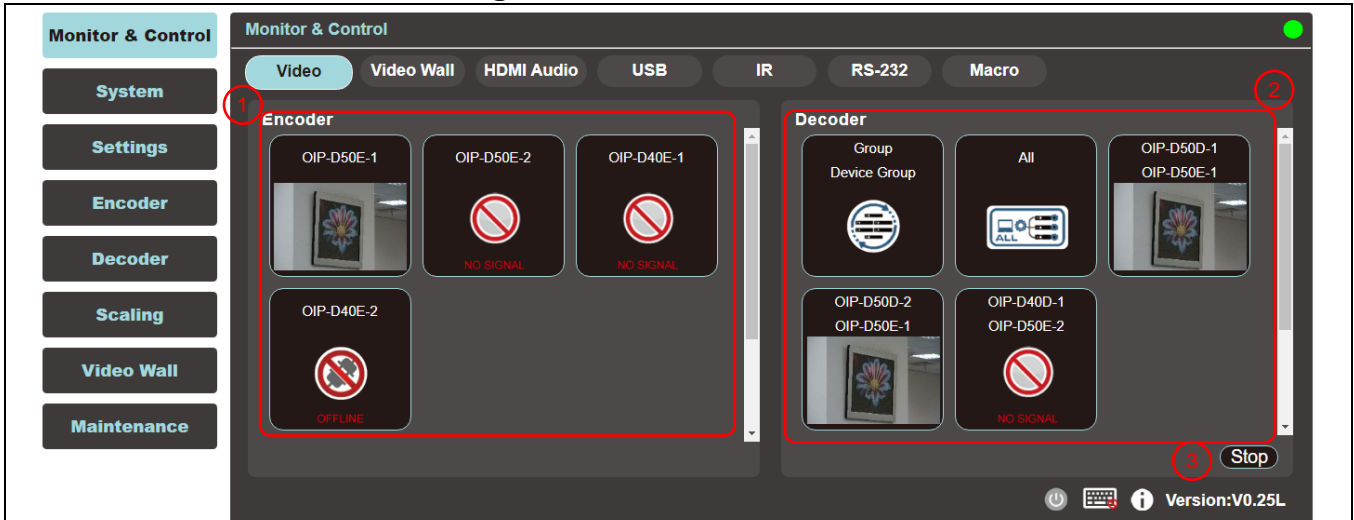 Monitor & Control
System
Settings
Encoder
Decoder
Scaling
Video Wall
Maintenance
Monitor & Control
Video
Video Wall
HDMI Audio
USB
IR
RS-232
Macro
1
Encoder
OIP-D50E-1
OIP-D50E-2
NO SIGNAL
OIP-D40E-1
NO SIGNAL
OIP-D40E-2
OFFLINE
2
Decoder
Group
Device Group
All
ALL
OIP-D50D-1
OIP-D50E-1
OIP-D50D-2
OIP-D50E-1
OIP-D40D-1
OIP-D50E-2
NO SIGNAL
3
Stop
Version:V0.25L